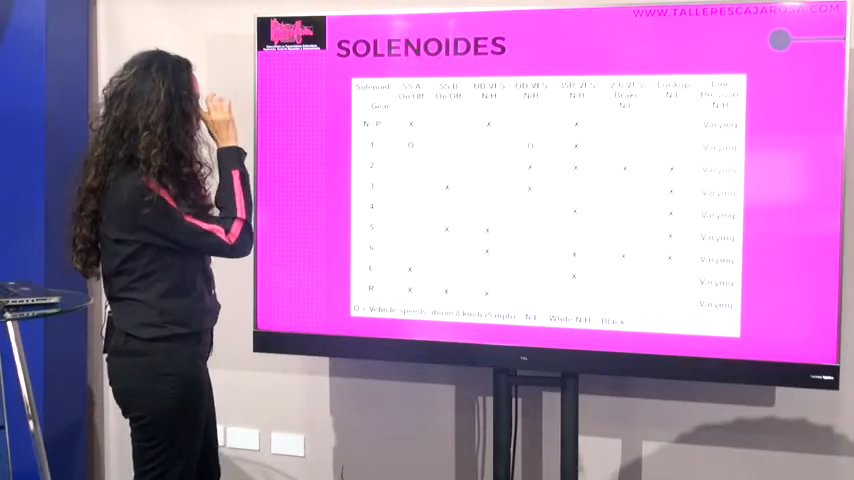 WWW.TALLERESCAJAROSA.COM
SOLENOIDES
Solenoid SS A SS B UD VFS OD VFS 35R VFS 2-6 VFS Lockup Line
On/Off On/Off N/H N/H N/H Brake N/L Pressure
Gear N/L N/H
N - P X X X Varying
1 O O X Varying
2 X X X X Varying
3 X X X Varying
4 X X Varying
5 X X X Varying
6 X X X X Varying
L X X Varying
R X X X Varying
O = Vehicle speeds above 8 km/h (5 mph) N/L = White N/H = Black
TCL